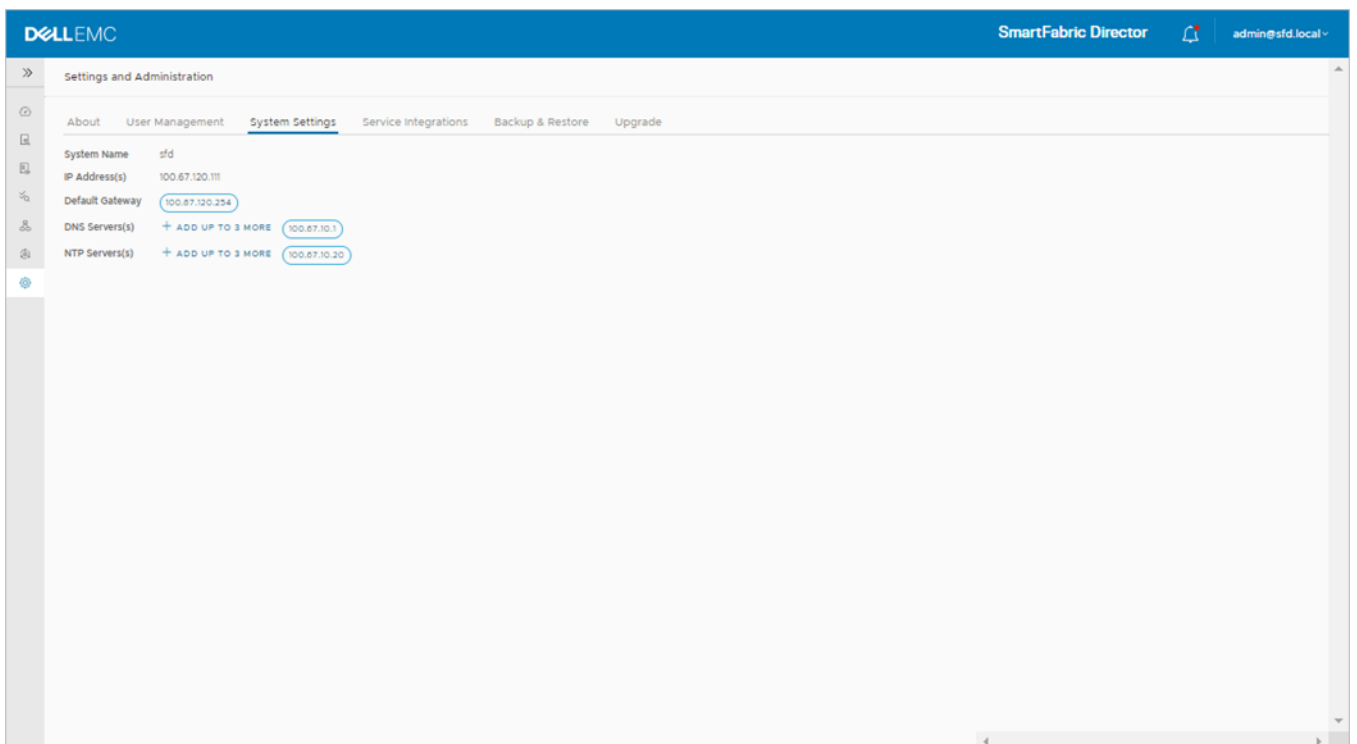 DELLEMC SmartFabric Director admin@sfd.local
Settings and Administration
About User Management System Settings Service Integrations Backup & Restore Upgrade
System Name sfd
IP Address(s) 100.67.120.111
Default Gateway 100.67.120.254
DNS Servers(s) + ADD UP TO 3 MORE 100.67.10.1
NTP Servers(s) + ADD UP TO 3 MORE 100.67.10.20